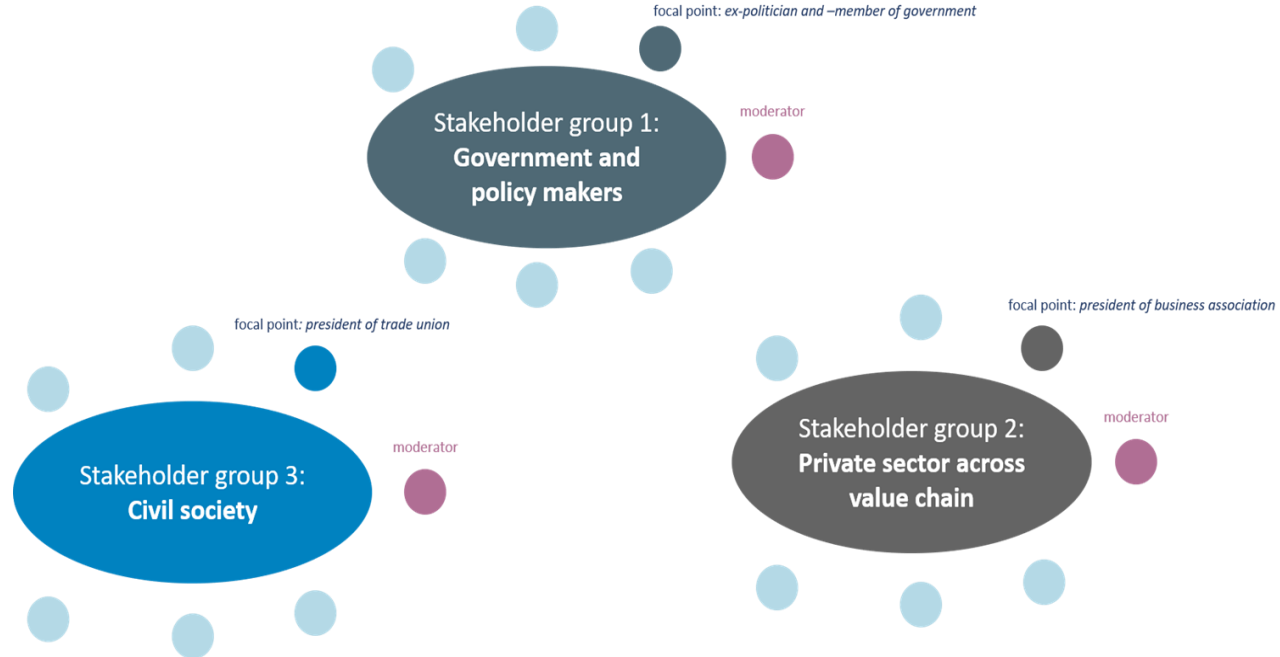 focal point: ex-politician and –member of government
moderator
Stakeholder group 1:
Government and
policy makers
focal point: president of trade union
moderator
Stakeholder group 3:
Civil society
focal point: president of business association
moderator
Stakeholder group 2:
Private sector across
value chain